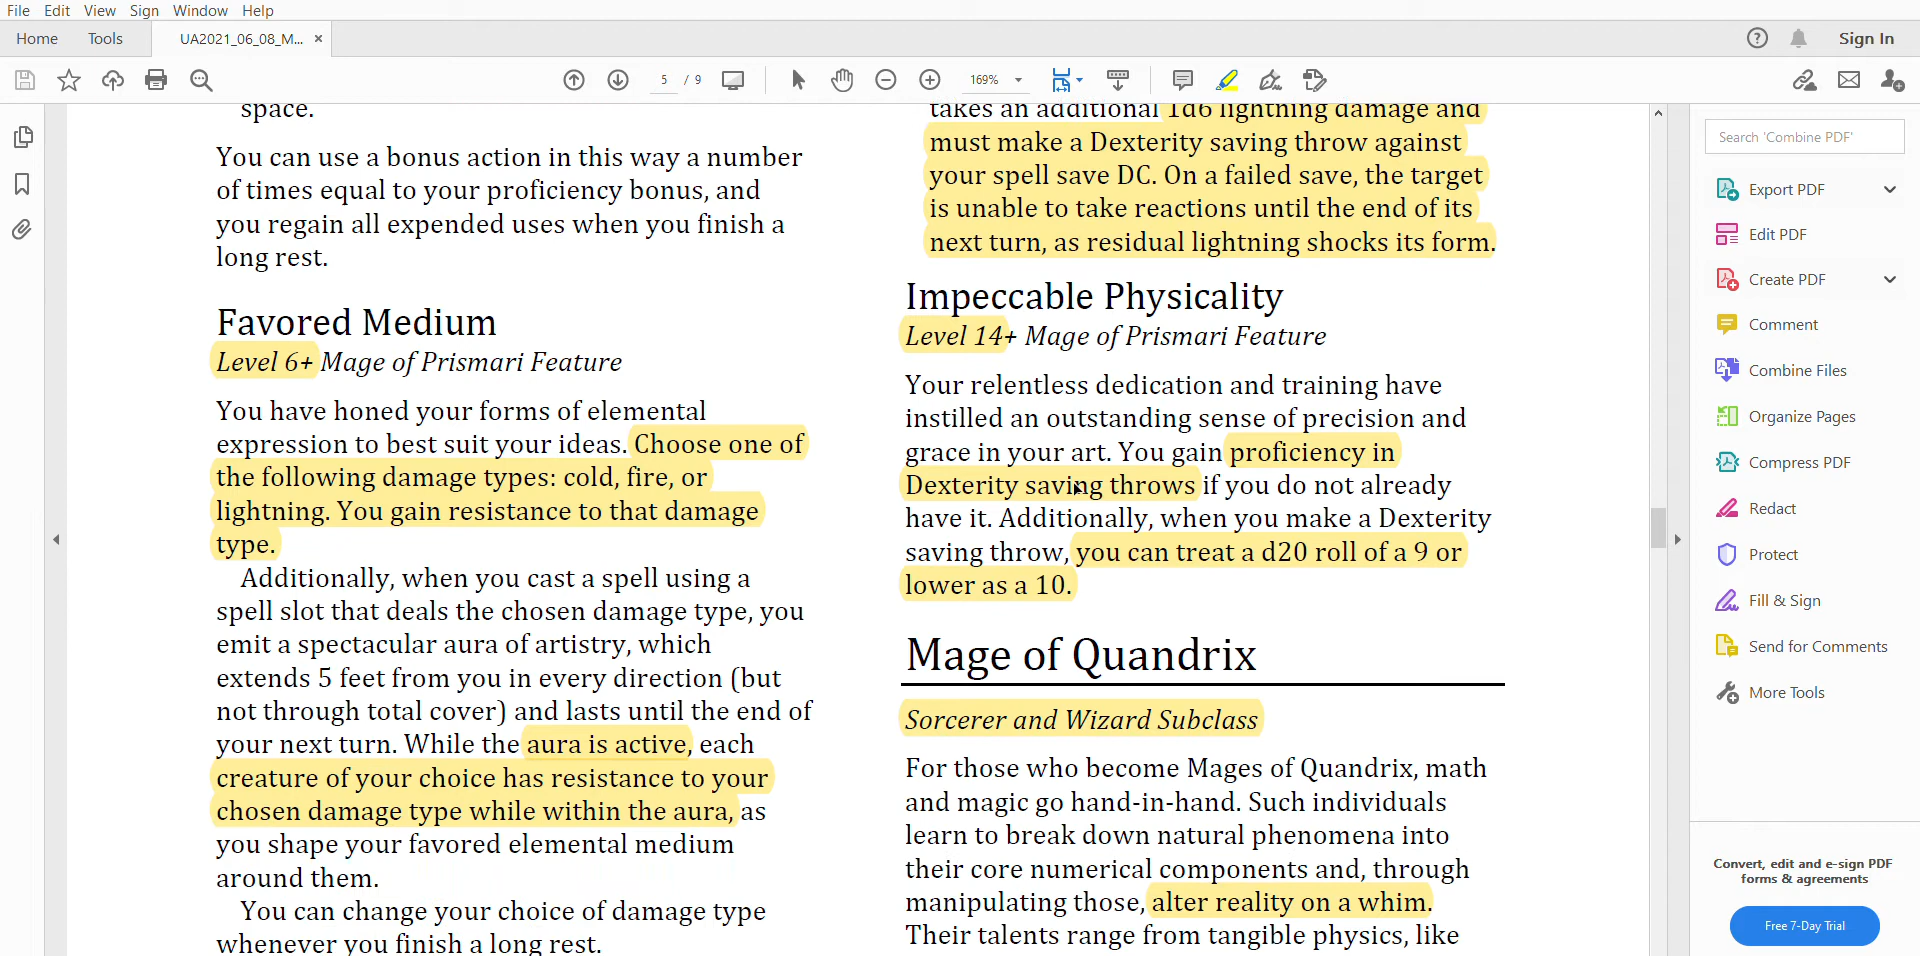 File Edit View Sign Window Help
Home Tools UA2021_06_08_M... ×
? Sign In
5 / 9 169%
space.
You can use a bonus action in this way a number
of times equal to your proficiency bonus, and
you regain all expended uses when you finish a
long rest.
Favored Medium
Level 6+ Mage of Prismari Feature
You have honed your forms of elemental
expression to best suit your ideas. Choose one of
the following damage types: cold, fire, or
lightning. You gain resistance to that damage
type.
Additionally, when you cast a spell using a
spell slot that deals the chosen damage type, you
emit a spectacular aura of artistry, which
extends 5 feet from you in every direction (but
not through total cover) and lasts until the end of
your next turn. While the aura is active, each
creature of your choice has resistance to your
chosen damage type while within the aura, as
you shape your favored elemental medium
around them.
You can change your choice of damage type
whenever you finish a long rest.
takes an additional 1d6 lightning damage and
must make a Dexterity saving throw against
your spell save DC. On a failed save, the target
is unable to take reactions until the end of its
next turn, as residual lightning shocks its form.
Impeccable Physicality
Level 14+ Mage of Prismari Feature
Your relentless dedication and training have
instilled an outstanding sense of precision and
grace in your art. You gain proficiency in
Dexterity saving throws if you do not already
have it. Additionally, when you make a Dexterity
saving throw, you can treat a d20 roll of a 9 or
lower as a 10.
Mage of Quandrix
Sorcerer and Wizard Subclass
For those who become Mages of Quandrix, math
and magic go hand-in-hand. Such individuals
learn to break down natural phenomena into
their core numerical components and, through
manipulating those, alter reality on a whim.
Their talents range from tangible physics, like
Search 'Combine PDF'
Export PDF
Edit PDF
Create PDF
Comment
Combine Files
Organize Pages
Compress PDF
Redact
Protect
Fill & Sign
Send for Comments
More Tools
Convert, edit and e-sign PDF
forms & agreements
Free 7-Day Trial